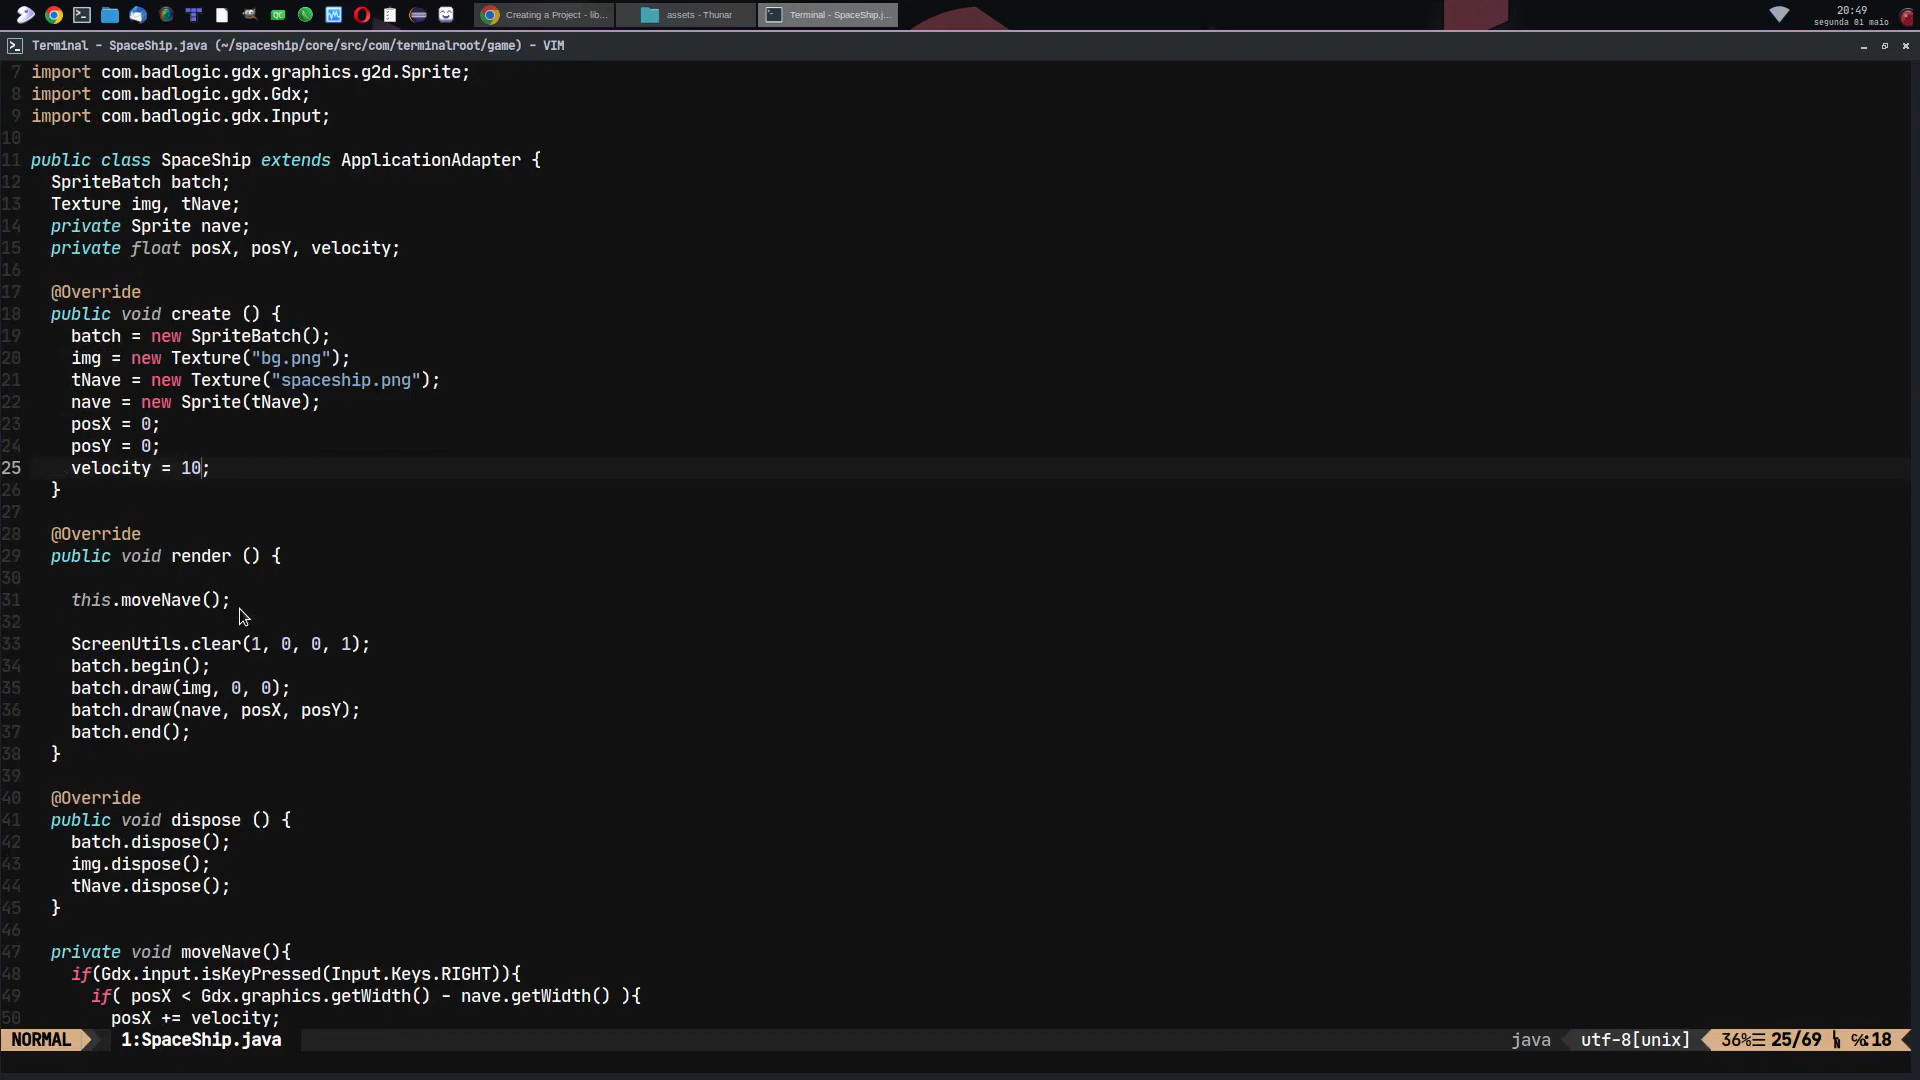 Creating a Project - lib...
assets - Thunar
Terminal - SpaceShip.j...
20:49
segunda 01 maio
Terminal - SpaceShip.java (~/spaceship/core/src/com/terminalroot/game) - VIM
7 import com.badlogic.gdx.graphics.g2d.Sprite;
8 import com.badlogic.gdx.Gdx;
9 import com.badlogic.gdx.Input;
10
11 public class SpaceShip extends ApplicationAdapter {
12 SpriteBatch batch;
13 Texture img, tNave;
14 private Sprite nave;
15 private float posX, posY, velocity;
16
17 @Override
18 public void create () {
19 batch = new SpriteBatch();
20 img = new Texture("bg.png");
21 tNave = new Texture("spaceship.png");
22 nave = new Sprite(tNave);
23 posX = 0;
24 posY = 0;
25 velocity = 10;
26 }
27
28 @Override
29 public void render () {
30
31 this.moveNave();
32
33 ScreenUtils.clear(1, 0, 0, 1);
34 batch.begin();
35 batch.draw(img, 0, 0);
36 batch.draw(nave, posX, posY);
37 batch.end();
38 }
39
40 @Override
41 public void dispose () {
42 batch.dispose();
43 img.dispose();
44 tNave.dispose();
45 }
46
47 private void moveNave(){
48 if(Gdx.input.isKeyPressed(Input.Keys.RIGHT)){
49 if( posX < Gdx.graphics.getWidth() - nave.getWidth() ){
50 posX += velocity;
NORMAL 1:SpaceShip.java java utf-8[unix] 36%☰ 25/69 ㏑ ℅:18